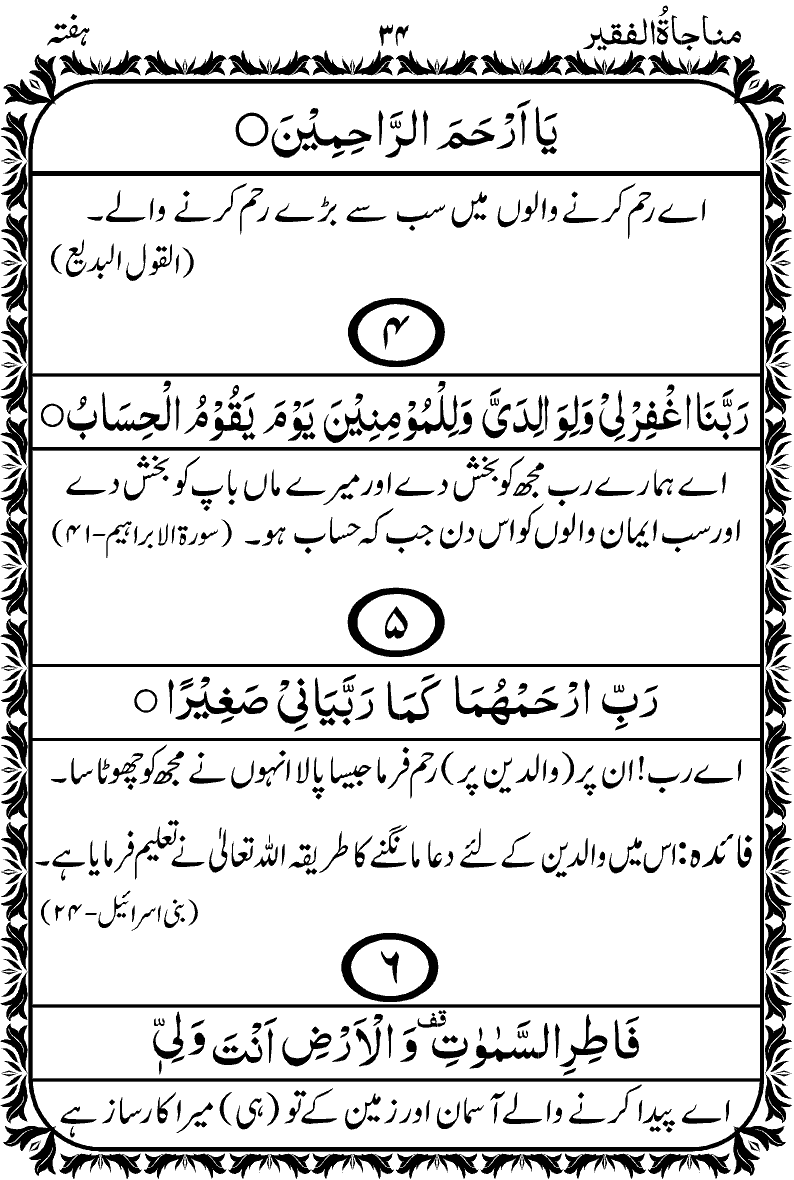 مناجاۃُالفقیر ۳۴ ہفتہ
يَا اَرْحَمَ الرَّاحِمِيْنَ○
اے رحم کرنے والوں میں سب سے بڑے رحم کرنے والے۔
(القول البدیع)
۴
رَبَّنَا اغْفِرْلِيْ وَلِوَالِدَيَّ وَلِلْمُؤْمِنِيْنَ يَوْمَ يَقُوْمُ الْحِسَابُ○
اے ہمارے رب مجھ کو بخش دے اور میرے ماں باپ کو بخش دے
اور سب ایمان والوں کو اس دن جب کہ حساب ہو۔ (سورۃ الابراہیم-۴۱)
۵
رَبِّ ارْحَمْهُمَا كَمَا رَبَّيَانِيْ صَغِيْرًا ○
اے رب! ان پر (والدین پر) رحم فرما جیسا پالا انہوں نے مجھ کو چھوٹا سا۔
فائدہ: اس میں والدین کے لئے دعا مانگنے کا طریقہ اللہ تعالیٰ نے تعلیم فرمایا ہے۔
(بنی اسرائیل-۲۴)
۶
فَاطِرِ السَّمٰوٰتِ قف وَ الْاَرْضِ اَنْتَ وَلِيّٖ
اے پیدا کرنے والے آسمان اور زمین کے تو (ہی) میرا کارساز ہے